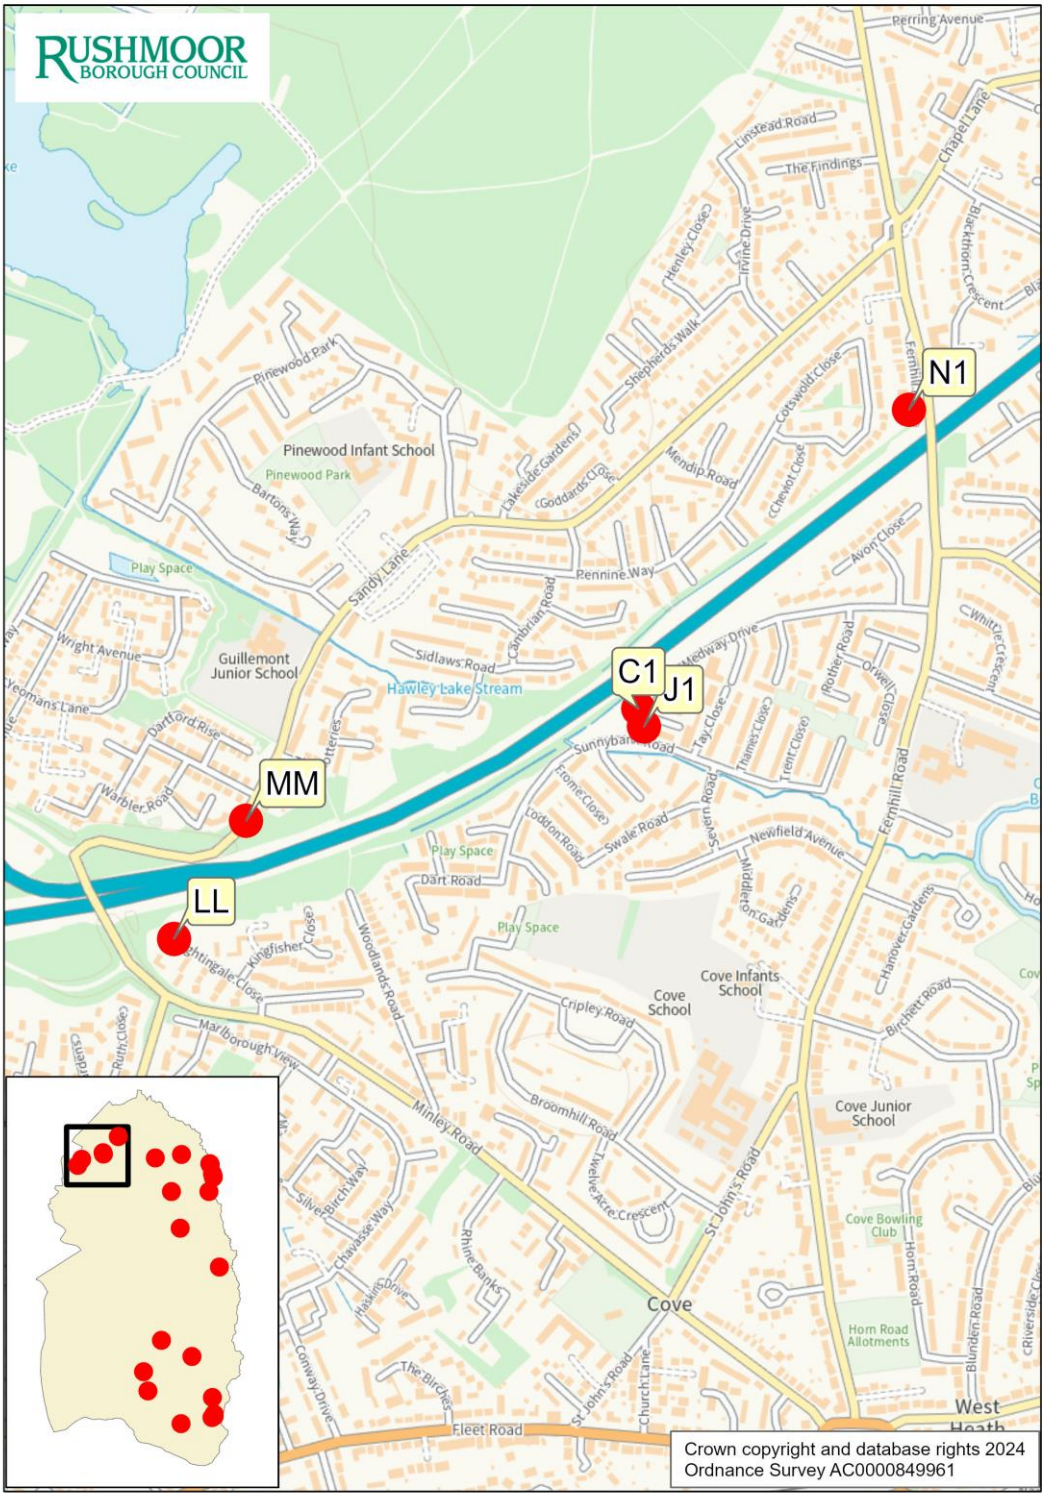 RUSHMOOR
BOROUGH COUNCIL
Perring Avenue
Chapel Lane
Linstead Road
The Findings
Blackthorn Crescent
Henley Close
Irvine Drive
Shepherds Walk
Pinewood Park
Cotswold Close
Fernhill
N1
Pinewood Infant School
Pinewood Park
Lakeside Gardens
Goddards Close
Mendip Road
Cheviot Close
Bartons Way
Avon Close
Play Space
Sandy Lane
Pennine Way
Cambrian Road
Whittle Crescent
Wright Avenue
Guillemont
Junior School
Sidlaws Road
Medway Drive
Rother Road
Orwell Close
Hawley Lake Stream
C1
J1
Yeomans Lane
Dartford Rise
Tay Close
Thames Close
Trent Close
Sunnybank Road
MM
Warbler Road
Frome Close
Loddon Road
Swale Road
Severn Road
Fernhill Road
Newfield Avenue
Play Space
Dart Road
Middleton Gardens
LL
Kingfisher Close
Woodlands Road
Play Space
Hanover Gardens
Cove Infants
School
Cove
School
Cripley Road
Birchett Road
Marlborough View
Ruth Close
Minley Road
Broomhill Road
Cove Junior
School
Twelve Acre Crescent
St John's Road
Silver Birch Way
Chavasse Way
Cove Bowling
Club
Horn Road
Rhine Banks
Haskins Drive
Cove
Horn Road
Allotments
Blunden Road
Conway Drive
The Birches
St John's Road
Church Lane
West
Heath
Fleet Road
Crown copyright and database rights 2024
Ordnance Survey AC0000849961